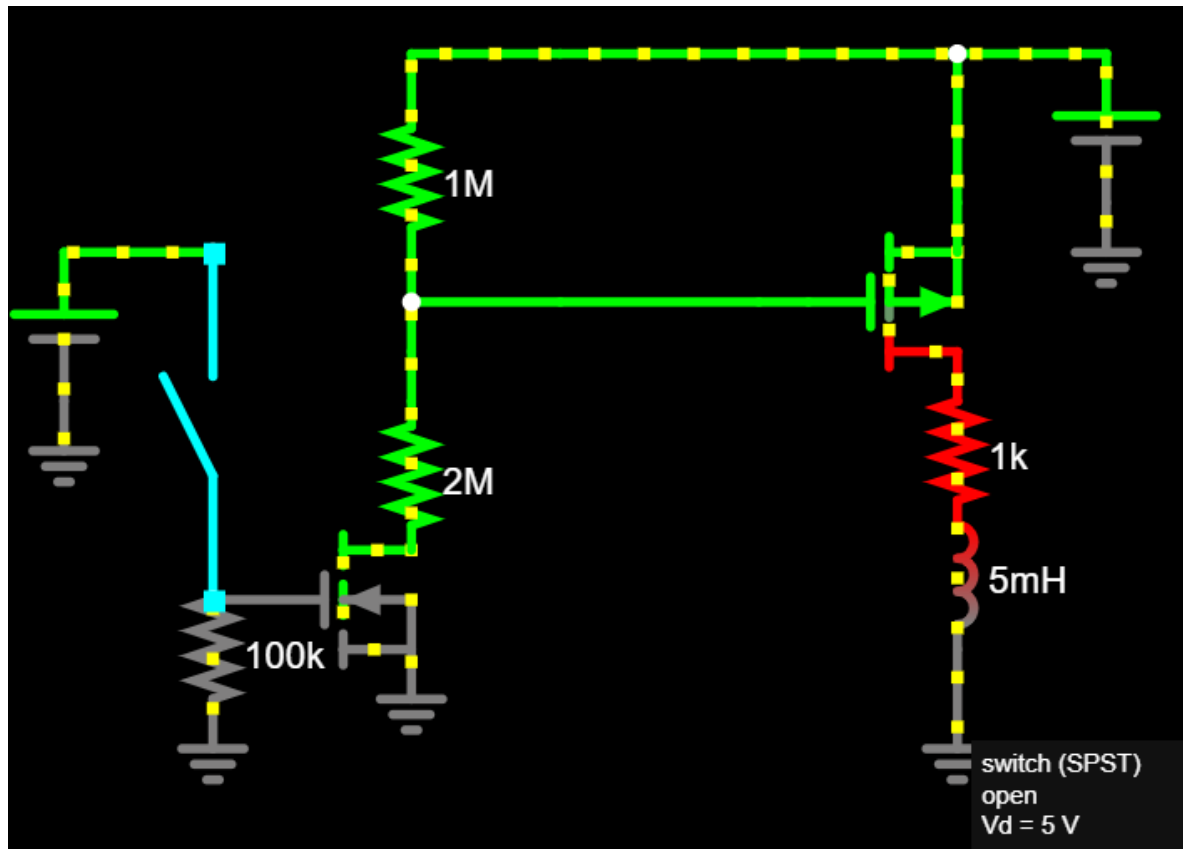 1M
1k
2M
5mH
100k
switch (SPST)
open
Vd = 5 V